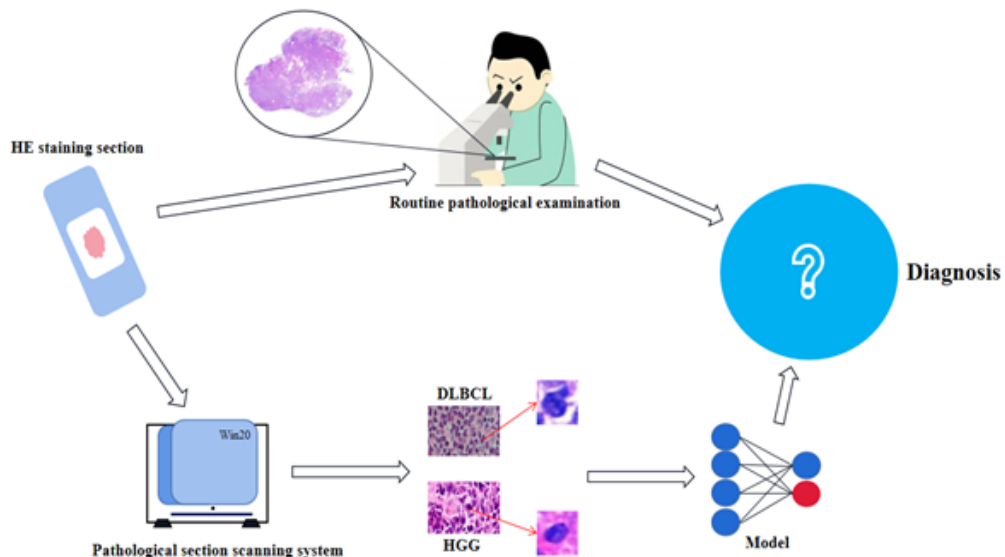 HE staining section
Routine pathological examination
?
Diagnosis
DLBCL
Win20
HGG
Pathological section scanning system
Model